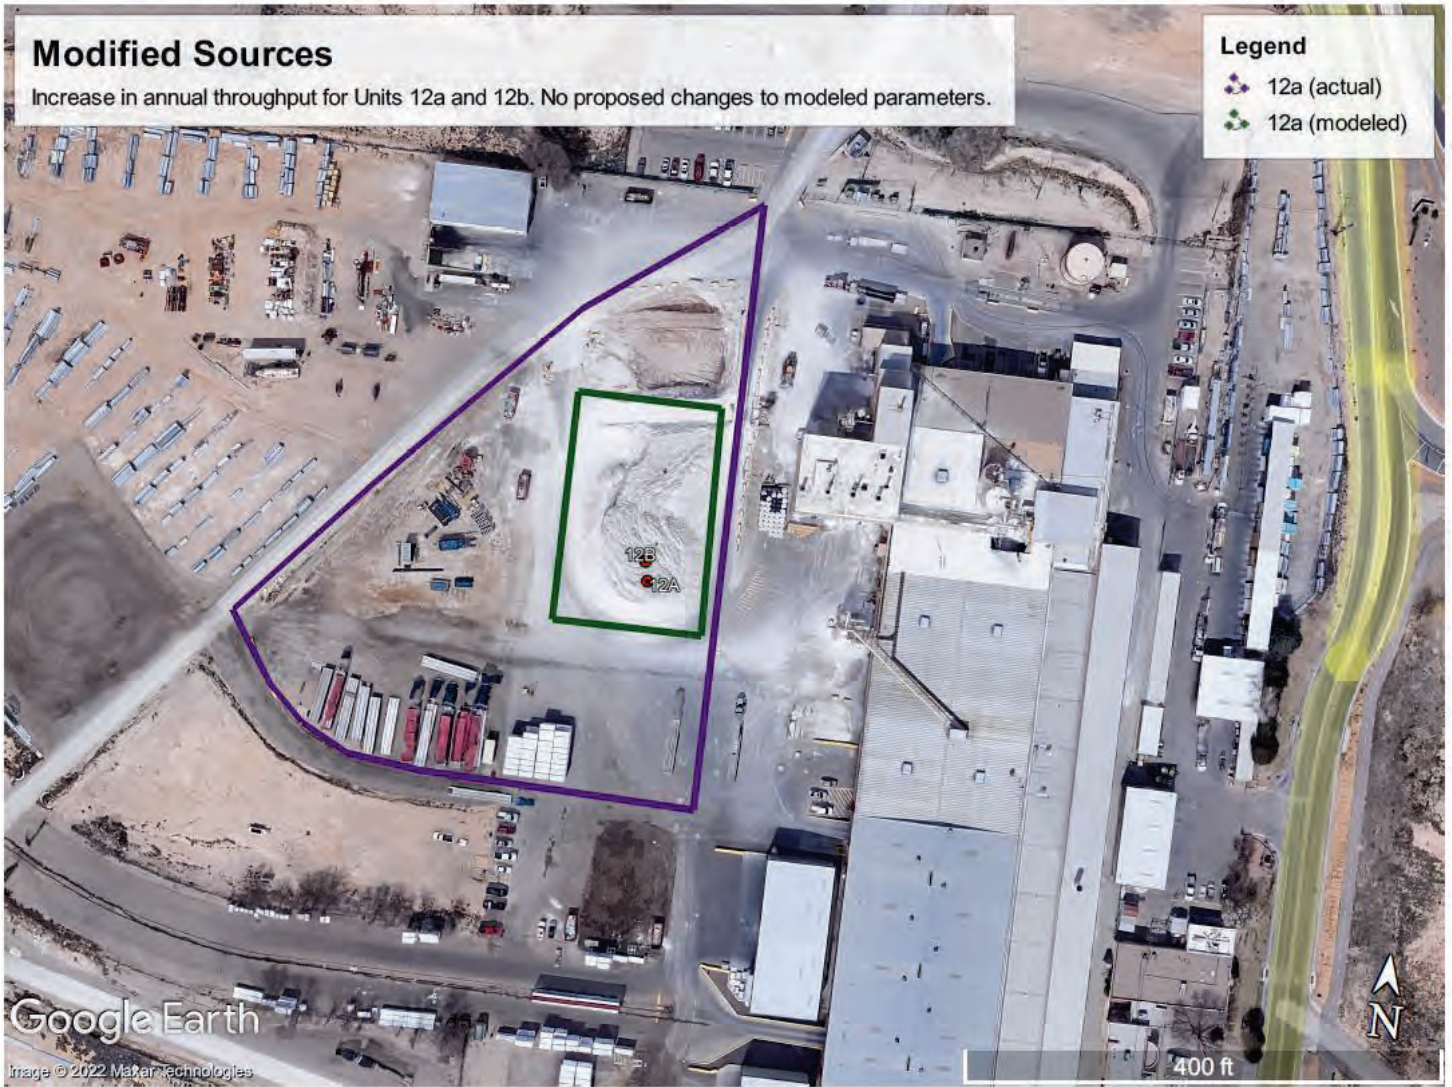 Modified Sources
Increase in annual throughput for Units 12a and 12b. No proposed changes to modeled parameters.
Legend
12a (actual)
12a (modeled)
12B
12A
N
Google Earth
400 ft
Image © 2022 Maxar Technologies